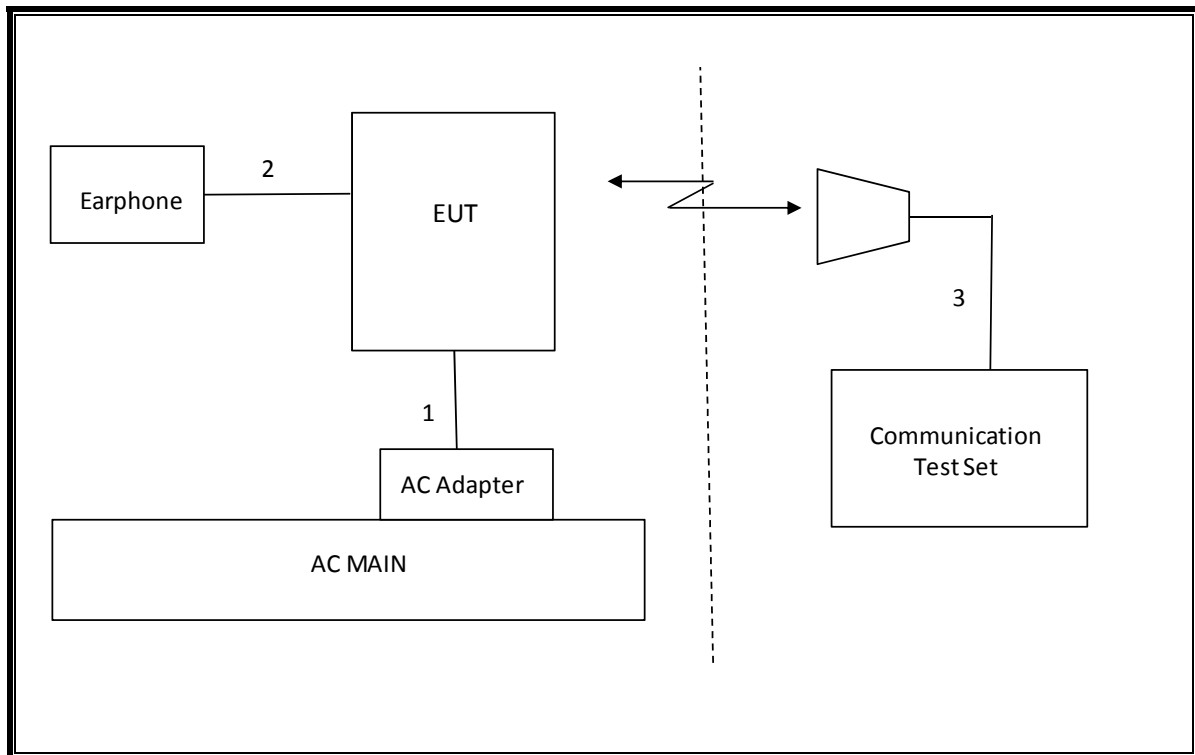 Earphone
2
EUT
1
AC Adapter
AC MAIN
3
Communication
Test Set